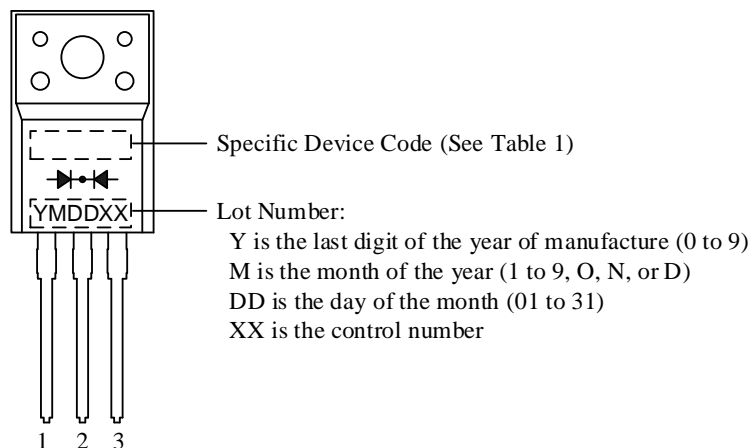 Specific Device Code (See Table 1)
YMDDXX
Lot Number:
Y is the last digit of the year of manufacture (0 to 9)
M is the month of the year (1 to 9, O, N, or D)
DD is the day of the month (01 to 31)
XX is the control number
1 2 3